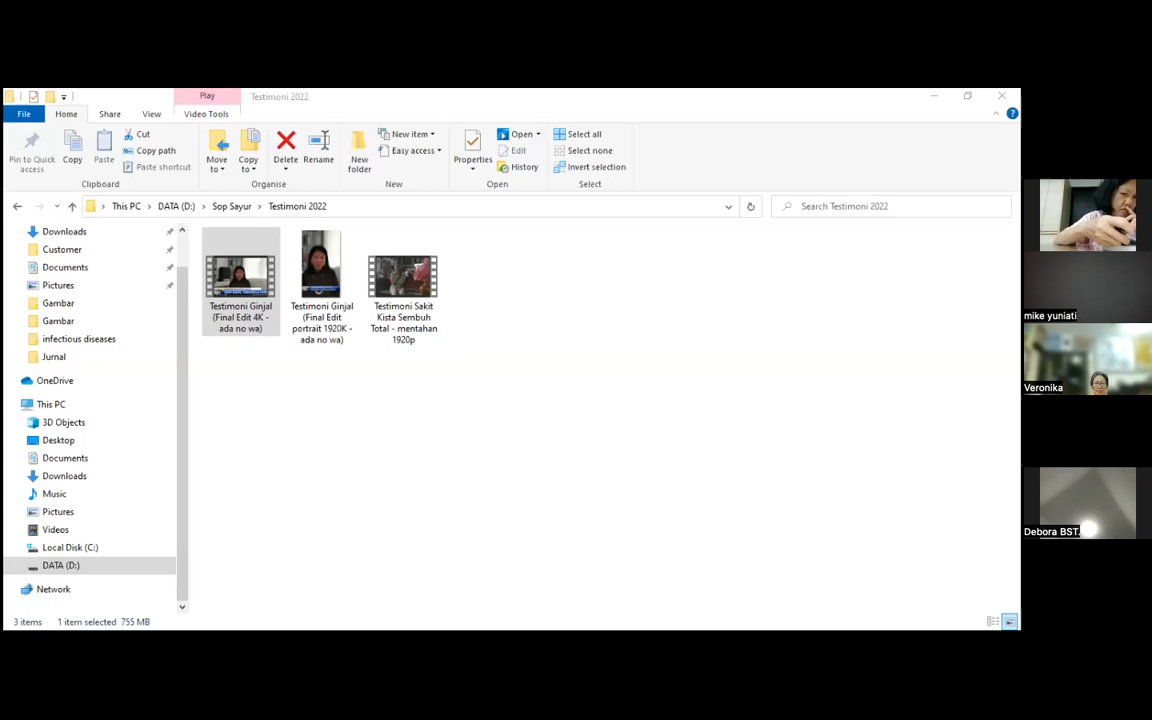 Play
Testimoni 2022
File
Home
Share
View
Video Tools
Pin to Quick
access
Copy
Paste
Cut
Copy path
Paste shortcut
Clipboard
Move
to
Copy
to
Delete
Rename
Organise
New
folder
New item
Easy access
New
Properties
Open
Edit
History
Open
Select all
Select none
Invert selection
Select
This PC
DATA (D:)
Sop Sayur
Testimoni 2022
Search Testimoni 2022
Downloads
Customer
Documents
Pictures
Gambar
Gambar
infectious diseases
Jurnal
OneDrive
This PC
3D Objects
Desktop
Documents
Downloads
Music
Pictures
Videos
Local Disk (C:)
DATA (D:)
Network
Testimoni Ginjal
(Final Edit 4K -
ada no wa)
Testimoni Ginjal
(Final Edit
portrait 1920K -
ada no wa)
Testimoni Sakit
Kista Sembuh
Total - mentahan
1920p
3 items
1 item selected 755 MB
mike yuniati
Veronika
Debora BST.